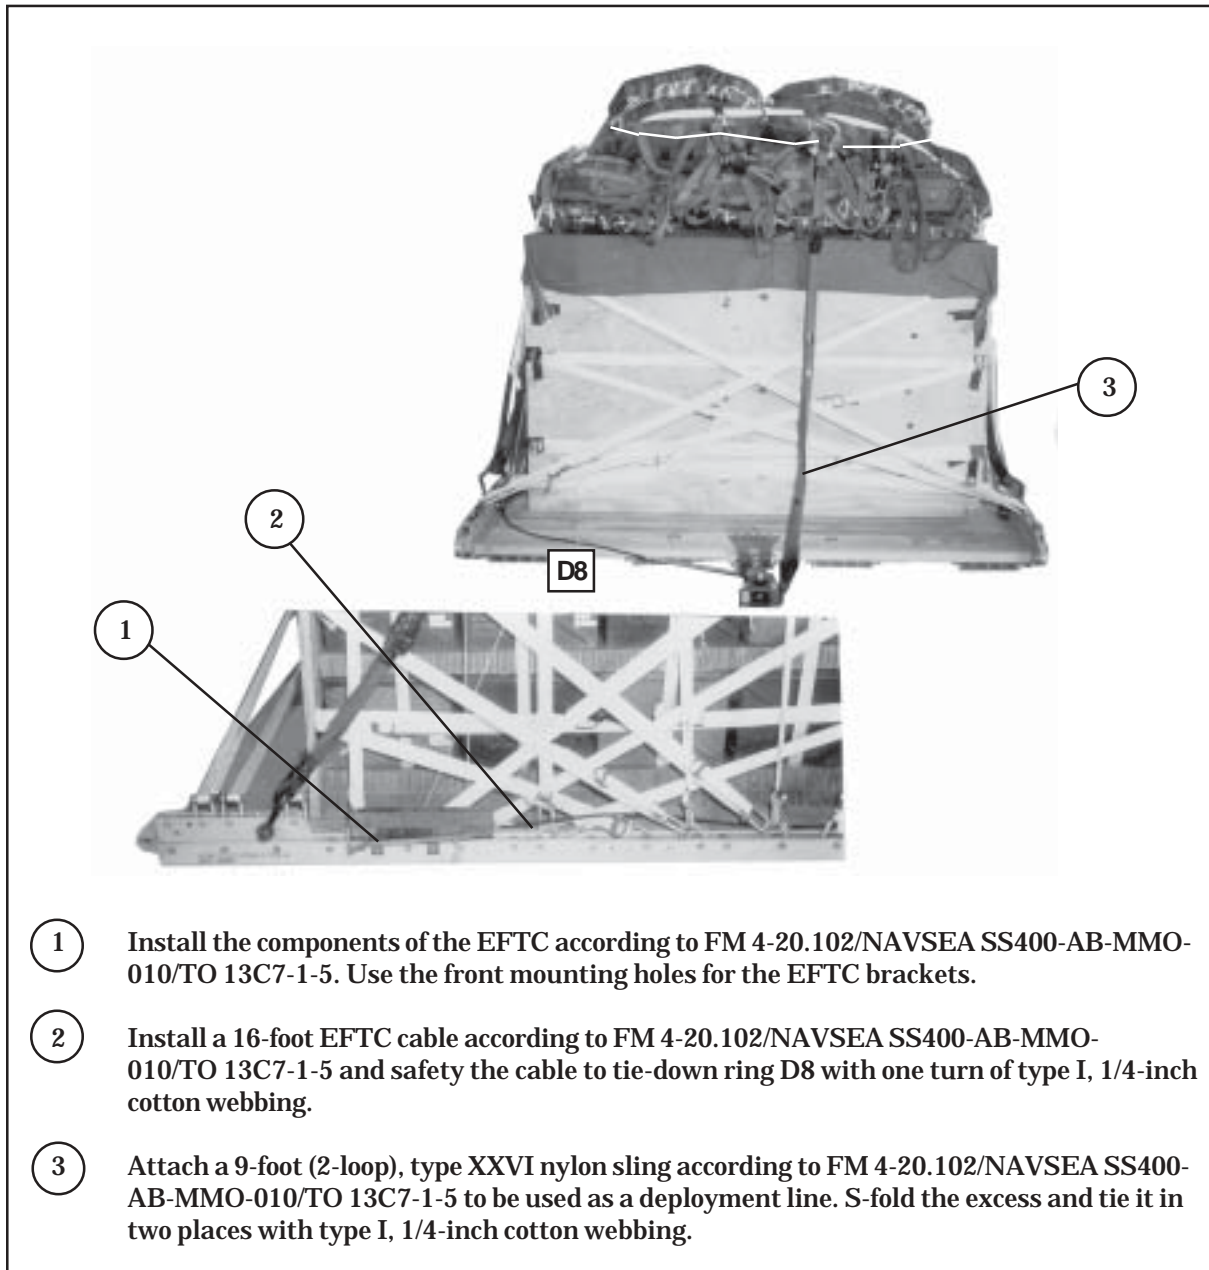 3
2
D8
1
1 Install the components of the EFTC according to FM 4-20.102/NAVSEA SS400-AB-MMO-
010/TO 13C7-1-5. Use the front mounting holes for the EFTC brackets.
2 Install a 16-foot EFTC cable according to FM 4-20.102/NAVSEA SS400-AB-MMO-
010/TO 13C7-1-5 and safety the cable to tie-down ring D8 with one turn of type I, 1/4-inch
cotton webbing.
3 Attach a 9-foot (2-loop), type XXVI nylon sling according to FM 4-20.102/NAVSEA SS400-
AB-MMO-010/TO 13C7-1-5 to be used as a deployment line. S-fold the excess and tie it in
two places with type I, 1/4-inch cotton webbing.